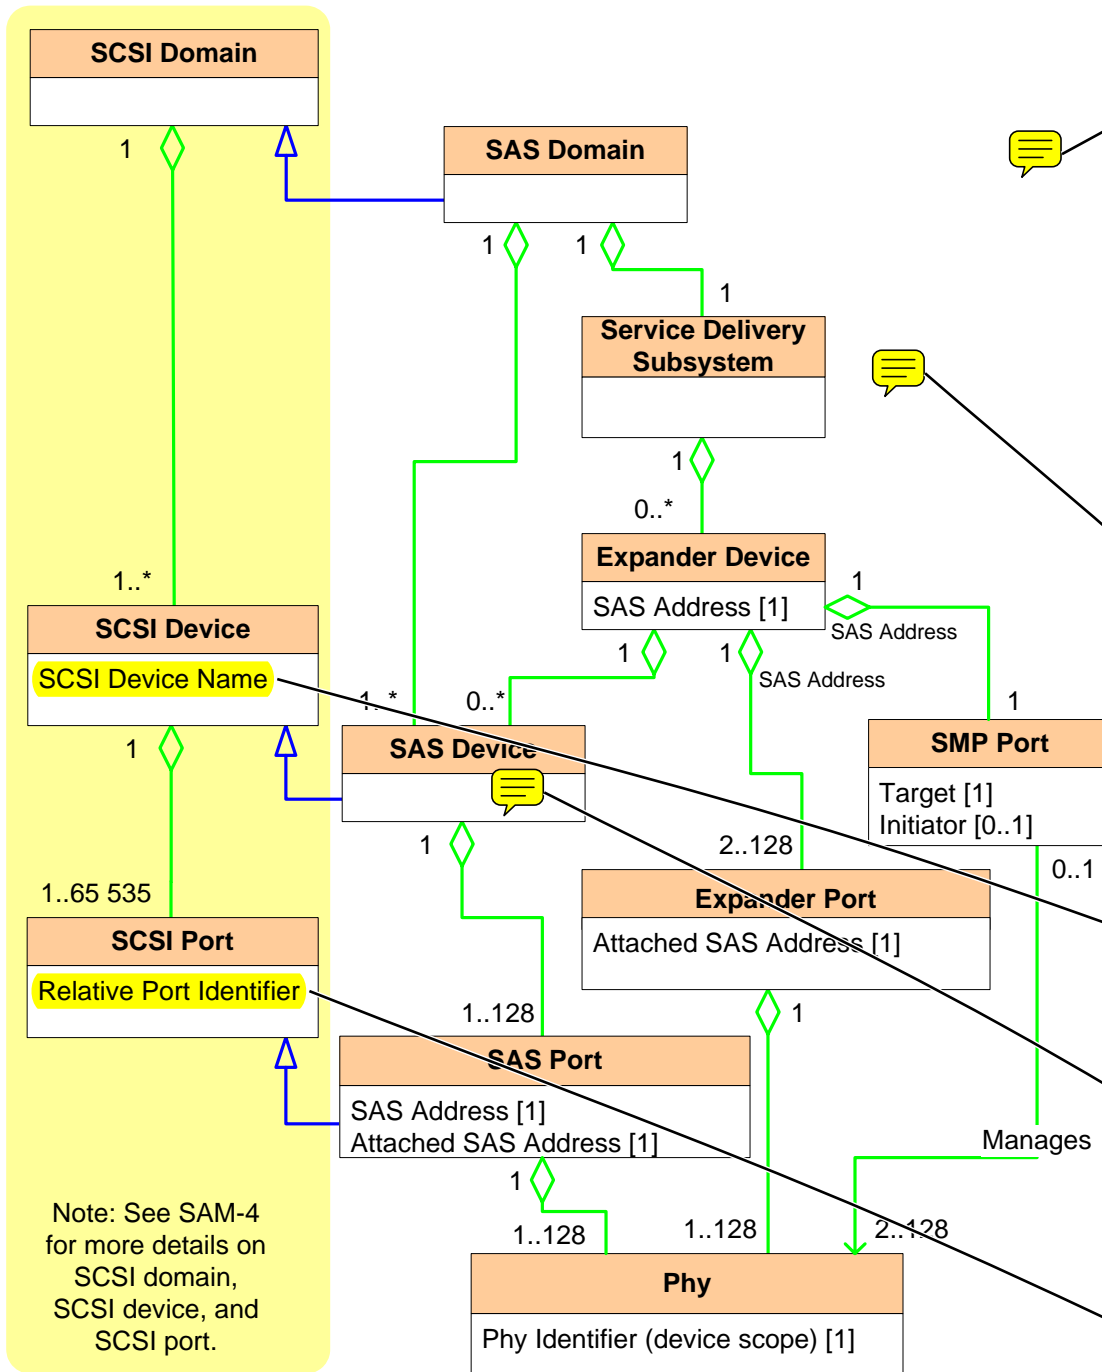 SCSI Domain
1
SAS Domain
1
1
1
Service Delivery
Subsystem
1
0..*
Expander Device
SAS Address [1]
1
SAS Address
1
1
SAS Address
1..*
SCSI Device
SCSI Device Name
1
1..*
0..*
SAS Device
1
SMP Port
Target [1]
Initiator [0..1]
0..1
1
2..128
Expander Port
Attached SAS Address [1]
1
1..65 535
SCSI Port
Relative Port Identifier
1..128
SAS Port
SAS Address [1]
Attached SAS Address [1]
1
Manages
1..128
1..128
2..128
Phy
Phy Identifier (device scope) [1]
Note: See SAM-4
for more details on
SCSI domain,
SCSI device, and
SCSI port.